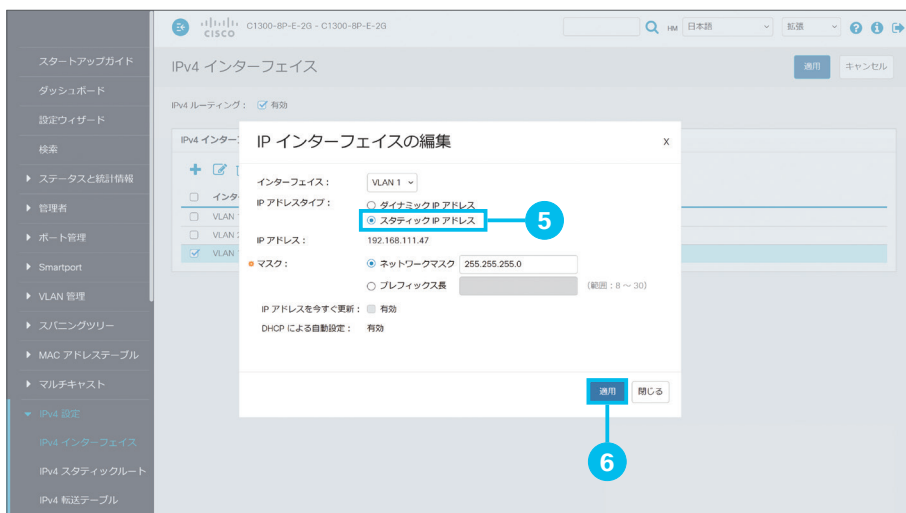 CISCO
C1300-8P-E-2G - C1300-8P-E-2G
HM
日本語
拡張
スタートアップガイド
ダッシュボード
設定ウィザード
検索
ステータスと統計情報
管理者
ポート管理
Smartport
VLAN 管理
スパニングツリー
MAC アドレステーブル
マルチキャスト
IPv4 設定
IPv4 インターフェイス
IPv4 スタティックルート
IPv4 転送テーブル
IPv4 インターフェイス
適用
キャンセル
IPv4 ルーティング： 有効
IPv4 インターフ
インタ
VLAN
VLAN
VLAN
IP インターフェイスの編集
X
インターフェイス： VLAN 1
IP アドレスタイプ： ダイナミック IP アドレス
スタティック IP アドレス
5
IP アドレス： 192.168.111.47
マスク： ネットワークマスク 255.255.255.0
プレフィックス長 (範囲：8 ～ 30)
IP アドレスを今すぐ更新： 有効
DHCP による自動設定： 有効
適用
閉じる
6